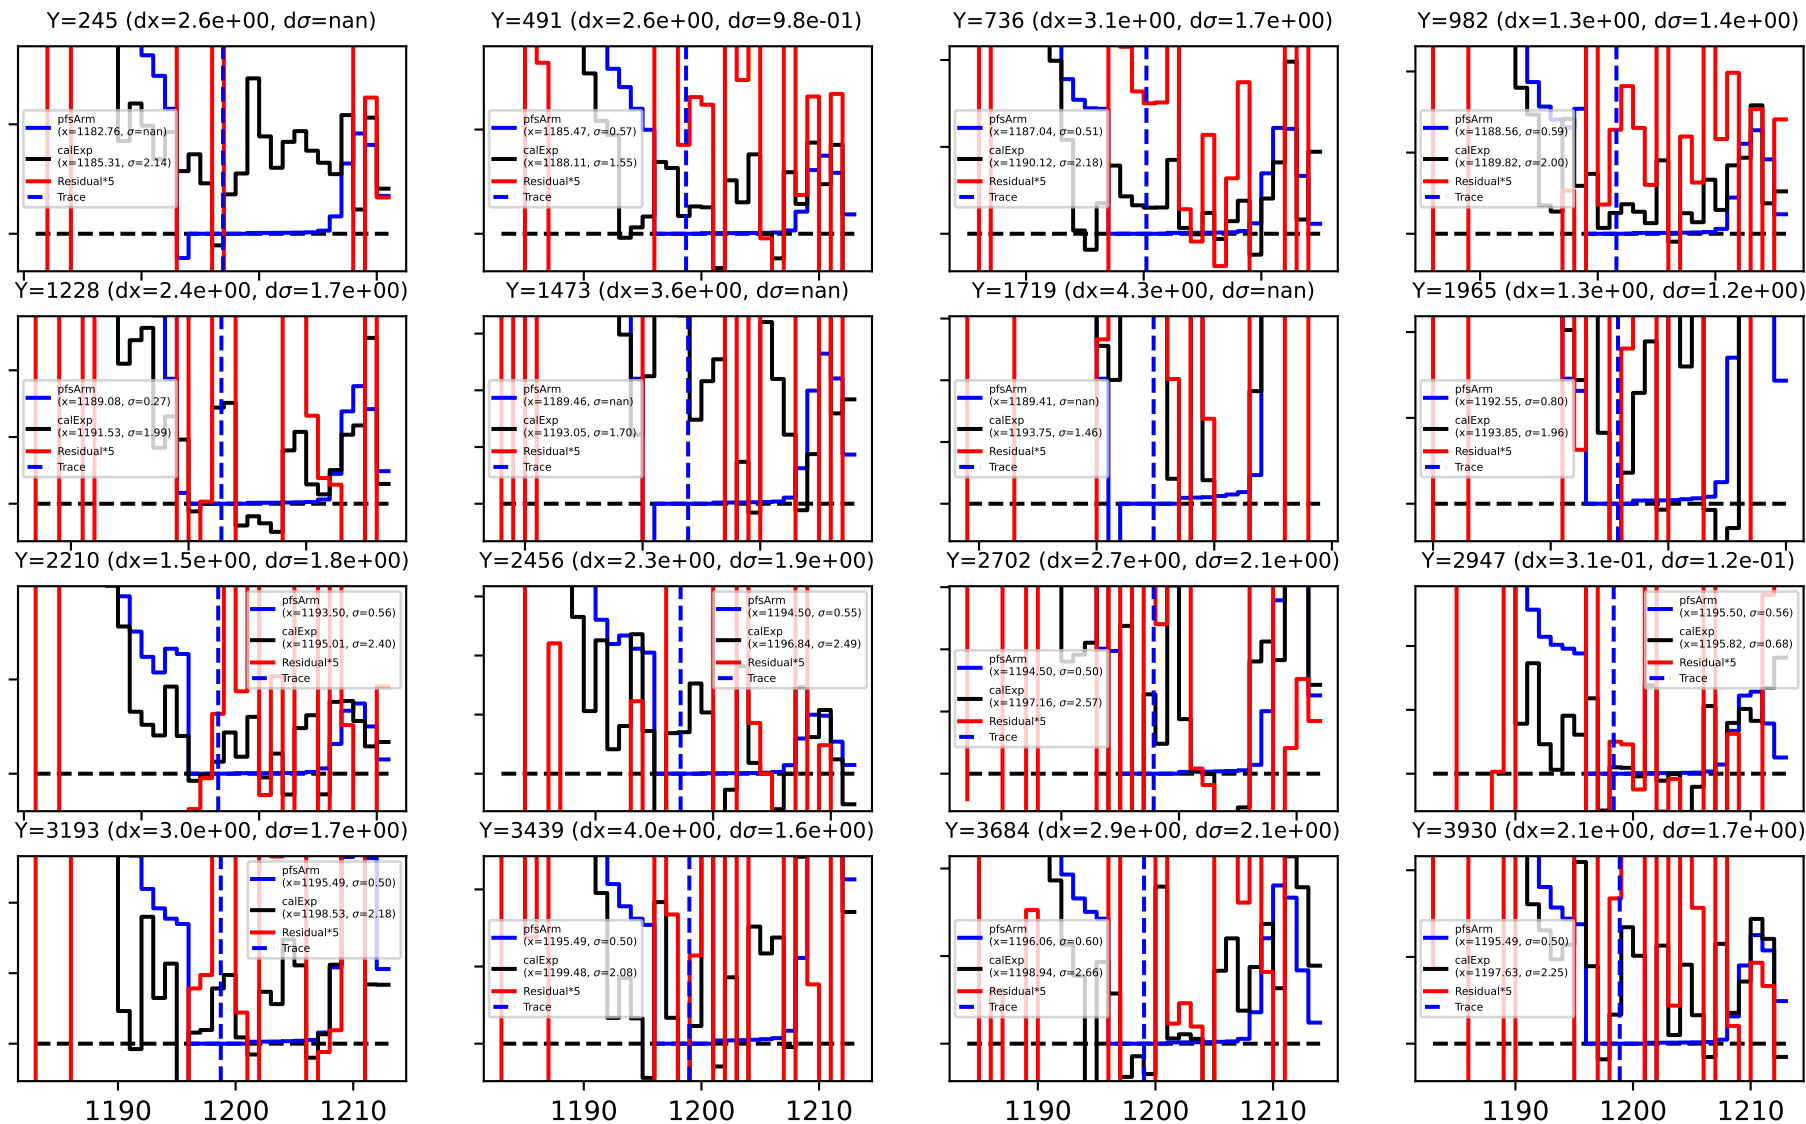 Y=245 (dx=2.6e+00, dσ=nan)
pfsArm
(x=1182.76, σ=nan)
calExp
(x=1185.31, σ=2.14)
Residual*5
Trace
Y=491 (dx=2.6e+00, dσ=9.8e-01)
pfsArm
(x=1185.47, σ=0.57)
calExp
(x=1188.11, σ=1.55)
Residual*5
Trace
Y=736 (dx=3.1e+00, dσ=1.7e+00)
pfsArm
(x=1187.04, σ=0.51)
calExp
(x=1190.12, σ=2.18)
Residual*5
Trace
Y=982 (dx=1.3e+00, dσ=1.4e+00)
pfsArm
(x=1188.56, σ=0.59)
calExp
(x=1189.82, σ=2.00)
Residual*5
Trace
Y=1228 (dx=2.4e+00, dσ=1.7e+00)
pfsArm
(x=1189.08, σ=0.27)
calExp
(x=1191.53, σ=1.99)
Residual*5
Trace
Y=1473 (dx=3.6e+00, dσ=nan)
pfsArm
(x=1189.46, σ=nan)
calExp
(x=1193.05, σ=1.70)
Residual*5
Trace
Y=1719 (dx=4.3e+00, dσ=nan)
pfsArm
(x=1189.41, σ=nan)
calExp
(x=1193.75, σ=1.46)
Residual*5
Trace
Y=1965 (dx=1.3e+00, dσ=1.2e+00)
pfsArm
(x=1192.55, σ=0.80)
calExp
(x=1193.85, σ=1.96)
Residual*5
Trace
Y=2210 (dx=1.5e+00, dσ=1.8e+00)
pfsArm
(x=1193.50, σ=0.56)
calExp
(x=1195.01, σ=2.40)
Residual*5
Trace
Y=2456 (dx=2.3e+00, dσ=1.9e+00)
pfsArm
(x=1194.50, σ=0.55)
calExp
(x=1196.84, σ=2.49)
Residual*5
Trace
Y=2702 (dx=2.7e+00, dσ=2.1e+00)
pfsArm
(x=1194.50, σ=0.50)
calExp
(x=1197.16, σ=2.57)
Residual*5
Trace
Y=2947 (dx=3.1e-01, dσ=1.2e-01)
pfsArm
(x=1195.50, σ=0.56)
calExp
(x=1195.82, σ=0.68)
Residual*5
Trace
Y=3193 (dx=3.0e+00, dσ=1.7e+00)
pfsArm
(x=1195.49, σ=0.50)
calExp
(x=1198.53, σ=2.18)
Residual*5
Trace
1190 1200 1210
Y=3439 (dx=4.0e+00, dσ=1.6e+00)
pfsArm
(x=1195.49, σ=0.50)
calExp
(x=1199.48, σ=2.08)
Residual*5
Trace
1190 1200 1210
Y=3684 (dx=2.9e+00, dσ=2.1e+00)
pfsArm
(x=1196.06, σ=0.60)
calExp
(x=1198.94, σ=2.66)
Residual*5
Trace
1190 1200 1210
Y=3930 (dx=2.1e+00, dσ=1.7e+00)
pfsArm
(x=1195.49, σ=0.50)
calExp
(x=1197.63, σ=2.25)
Residual*5
Trace
1190 1200 1210